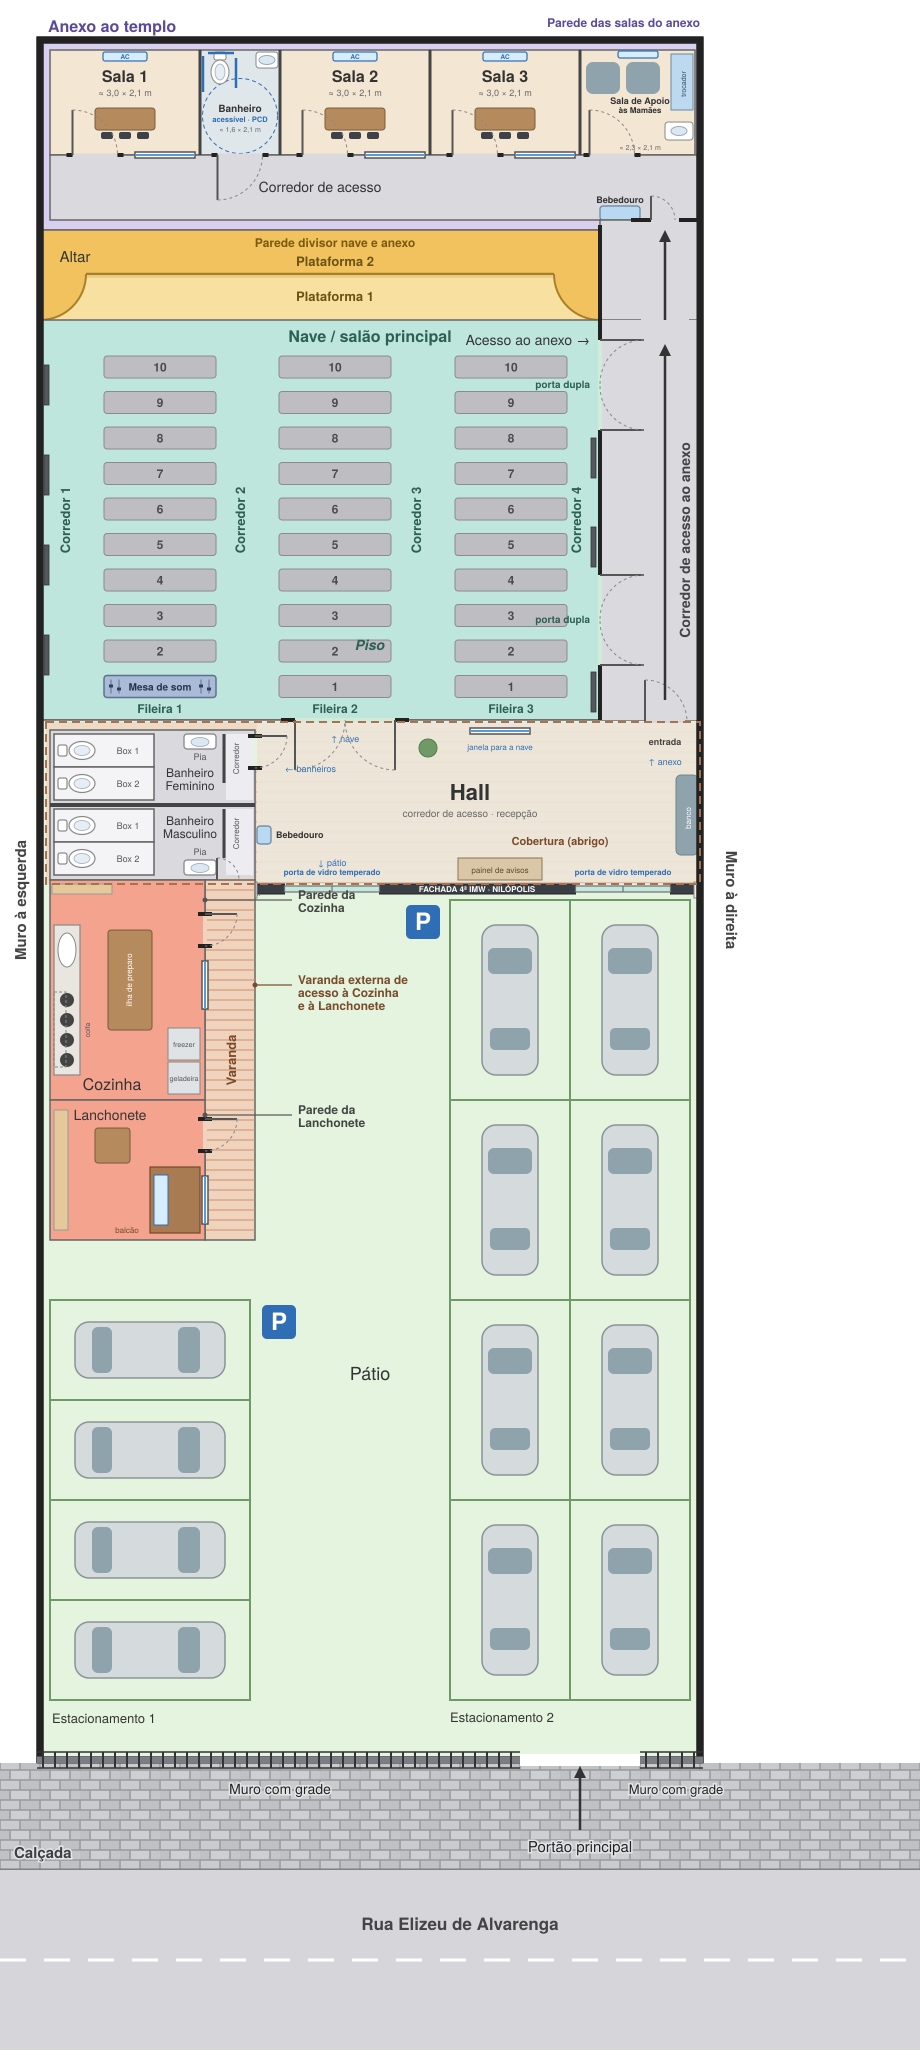 Anexo ao templo
Parede das salas do anexo
AC
AC
AC
Sala 1
≈ 3,0 × 2,1 m
Banheiro
acessível · PCD
≈ 1,6 × 2,1 m
Sala 2
≈ 3,0 × 2,1 m
Sala 3
≈ 3,0 × 2,1 m
Sala de Apoio
às Mamães
≈ 2,3 × 2,1 m
trocador
Corredor de acesso
Bebedouro
Altar
Parede divisor nave e anexo
Plataforma 2
Plataforma 1
Nave / salão principal
Acesso ao anexo →
10 10 10
porta dupla
9 9 9
8 8 8
7 7 7
6 6 6
5 5 5
4 4 4
3 3 3
porta dupla
2 2 2
Piso
Mesa de som
1 1
Corredor 1
Corredor 2
Corredor 3
Corredor 4
Corredor de acesso ao anexo
Fileira 1
Fileira 2
Fileira 3
Box 1
Pia
Banheiro
Feminino
Box 2
Corredor
Box 1
Banheiro
Masculino
Pia
Box 2
Corredor
↑ nave
← banheiros
janela para a nave
entrada
↑ anexo
Hall
corredor de acesso · recepção
banco
Bebedouro
Cobertura (abrigo)
↓ pátio
porta de vidro temperado
painel de avisos
porta de vidro temperado
FACHADA 4ª IMW · NILÓPOLIS
Muro à esquerda
Muro à direita
Parede da
Cozinha
P
ilha de preparo
coifa
Varanda externa de
acesso à Cozinha
e à Lanchonete
freezer
geladeira
Varanda
Cozinha
Lanchonete
Parede da
Lanchonete
balcão
P
Pátio
Estacionamento 1
Estacionamento 2
Muro com grade
Muro com grade
Portão principal
Calçada
Rua Elizeu de Alvarenga